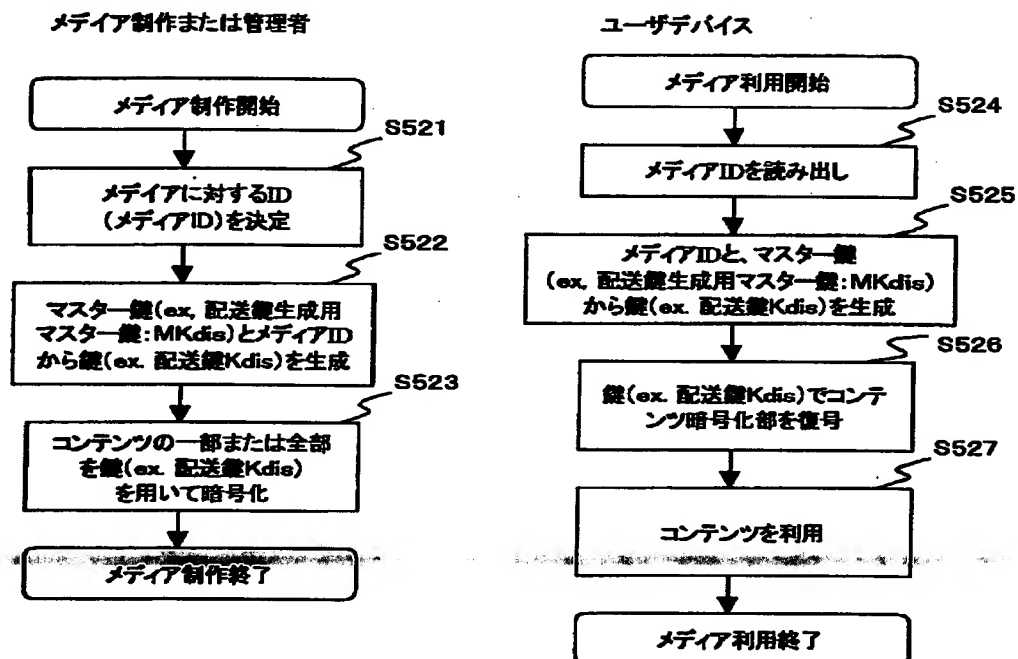 メデイア制作または管理者
メディア制作開始
S521
メデイアに対するID
(メディアID)を決定
S522
マスター鍵(ex, 配送鍵生成用
マスター鍵:MKdis)とメディアID
から鍵(ex. 配送鍵Kdis)を生成
S523
コンテンツの一部または全部
を鍵(ex. 配送鍵Kdis)
を用いて暗号化
メディア制作終了
ユーザデバイス
メディア利用開始
S524
メディアIDを読み出し
S525
メディアIDと、マスター鍵
(ex, 配送鍵生成用マスター鍵:MKdis)
から鍵(ex. 配送鍵Kdis)を生成
S526
鍵(ex. 配送鍵Kdis)でコンテ
ンツ暗号化部を復号
S527
コンテンツを利用
メディア利用終了